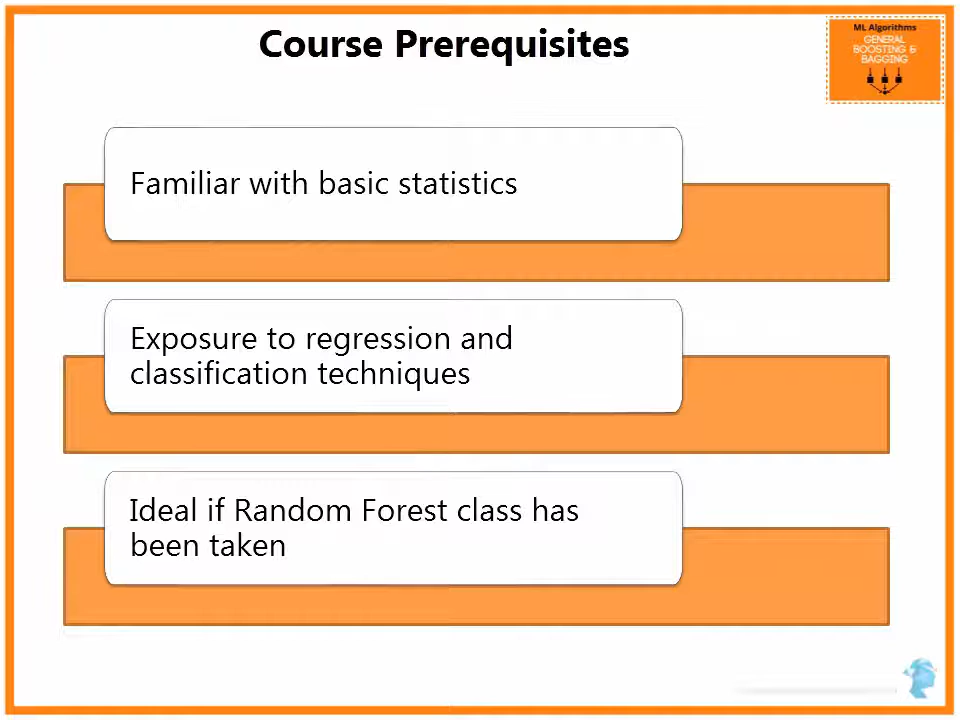 Course Prerequisites
ML Algorithms
GENERAL
BOOSTING &
BAGGING
Familiar with basic statistics
Exposure to regression and
classification techniques
Ideal if Random Forest class has
been taken